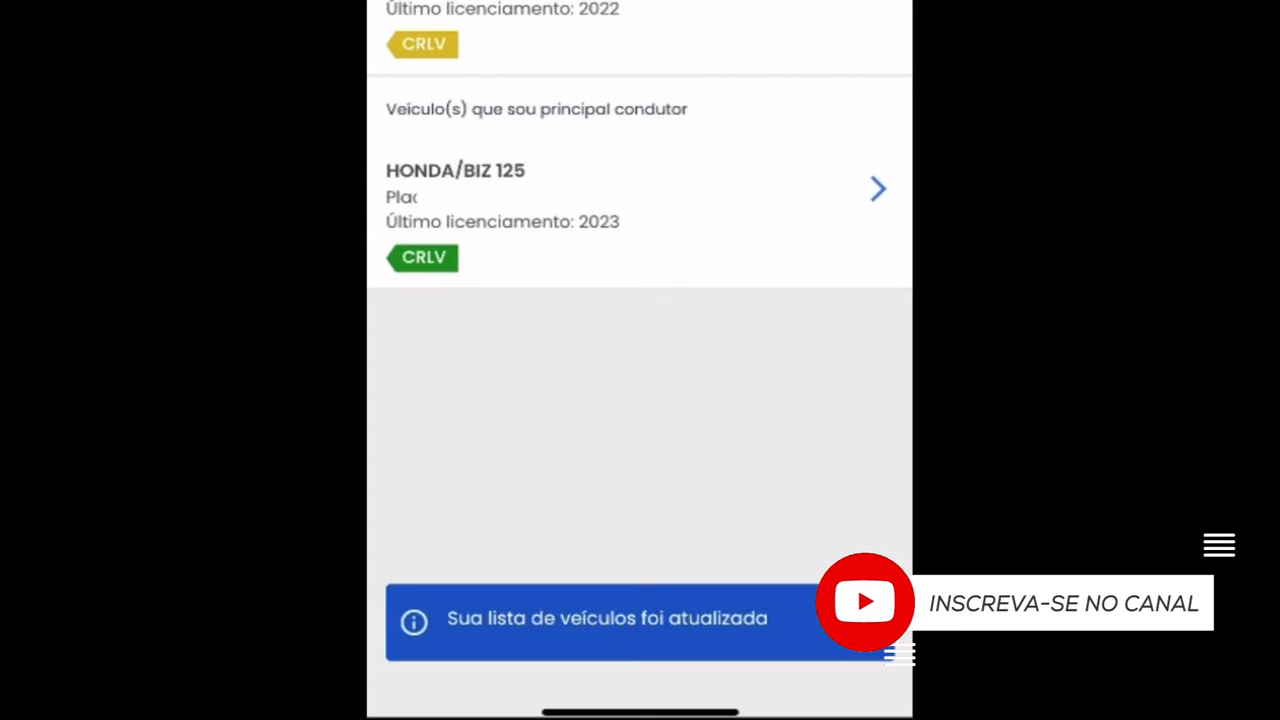 Último licenciamento: 2022
CRLV
Veículo(s) que sou principal condutor
HONDA/BIZ 125
Último licenciamento: 2023
CRLV
Sua lista de veículos foi atualizada
INSCREVA-SE NO CANAL